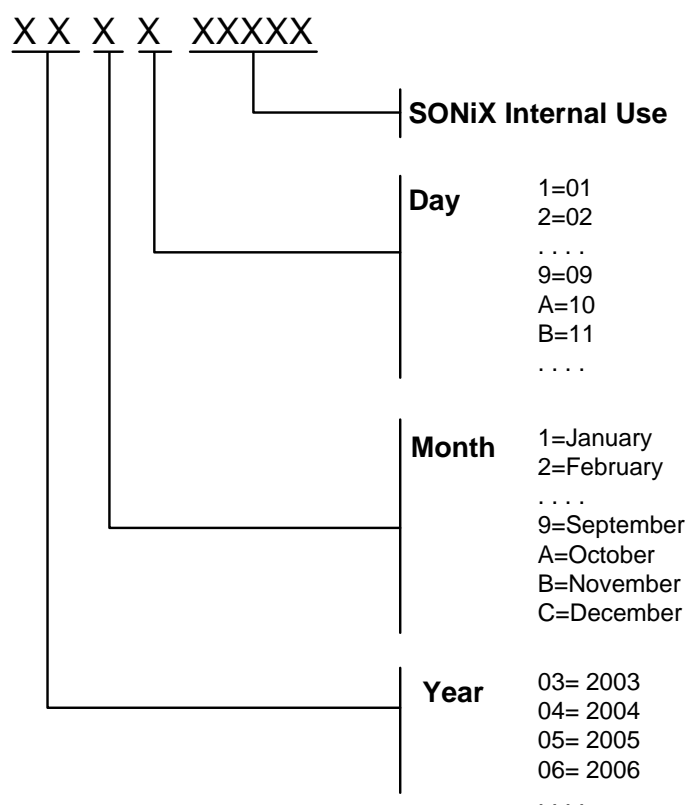 X X X X XXXXX
SONiX Internal Use
Day
1=01
2=02
. . . .
9=09
A=10
B=11
. . . .
Month
1=January
2=February
. . . .
9=September
A=October
B=November
C=December
Year
03= 2003
04= 2004
05= 2005
06= 2006
. . . .